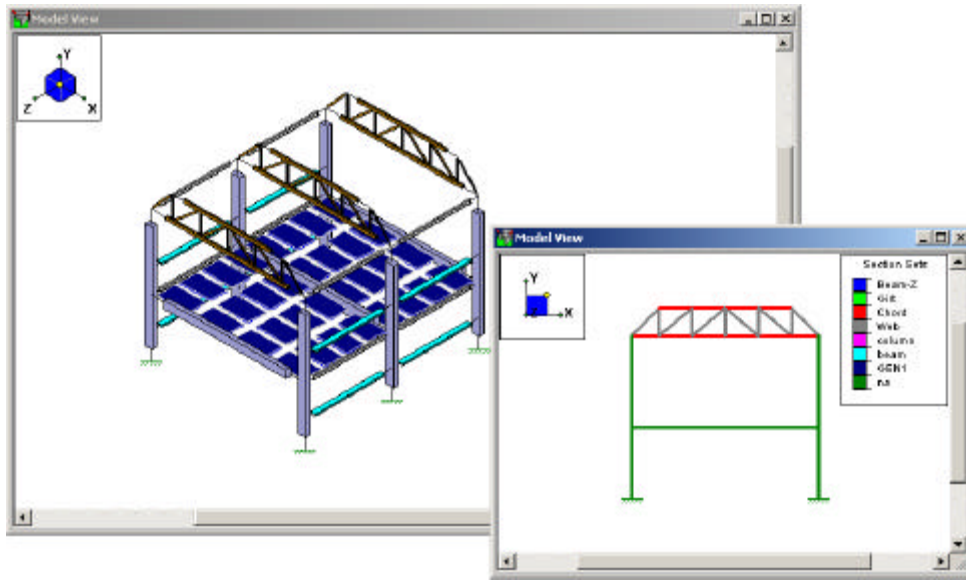 Model View
Y
Z
X
Model View
Y
X
Section Sets
Beam-Z
Girt
Chord
Web
column
beam
GEN1
na